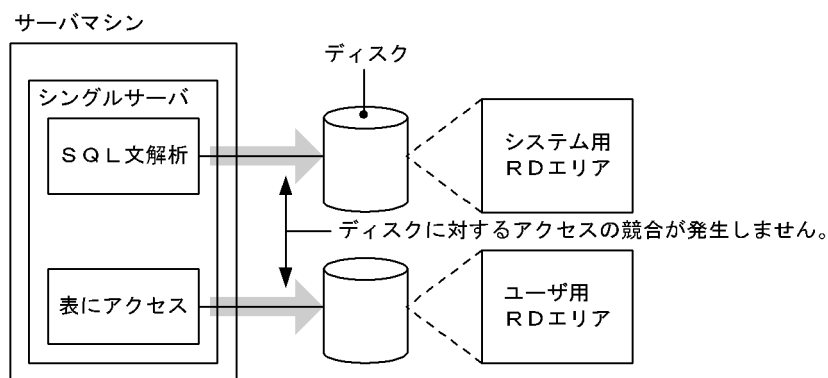 サーバマシン
ディスク
シングルサーバ
ＳＱＬ文解析
システム用
ＲＤエリア
ディスクに対するアクセスの競合が発生しません。
表にアクセス
ユーザ用
ＲＤエリア